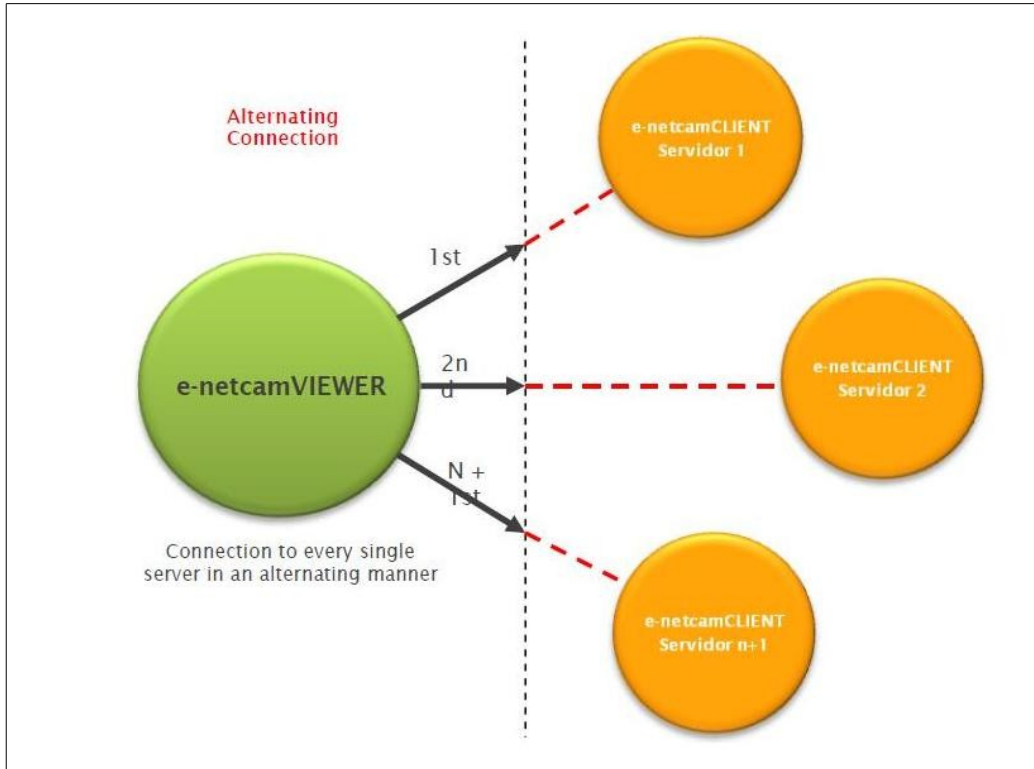 Alternating
Connection
e-netcamCLIENT
Servidor 1
1st
e-netcamVIEWER
2n
d
e-netcamCLIENT
Servidor 2
N +
1st
Connection to every single
server in an alternating manner
e-netcamCLIENT
Servidor n+1